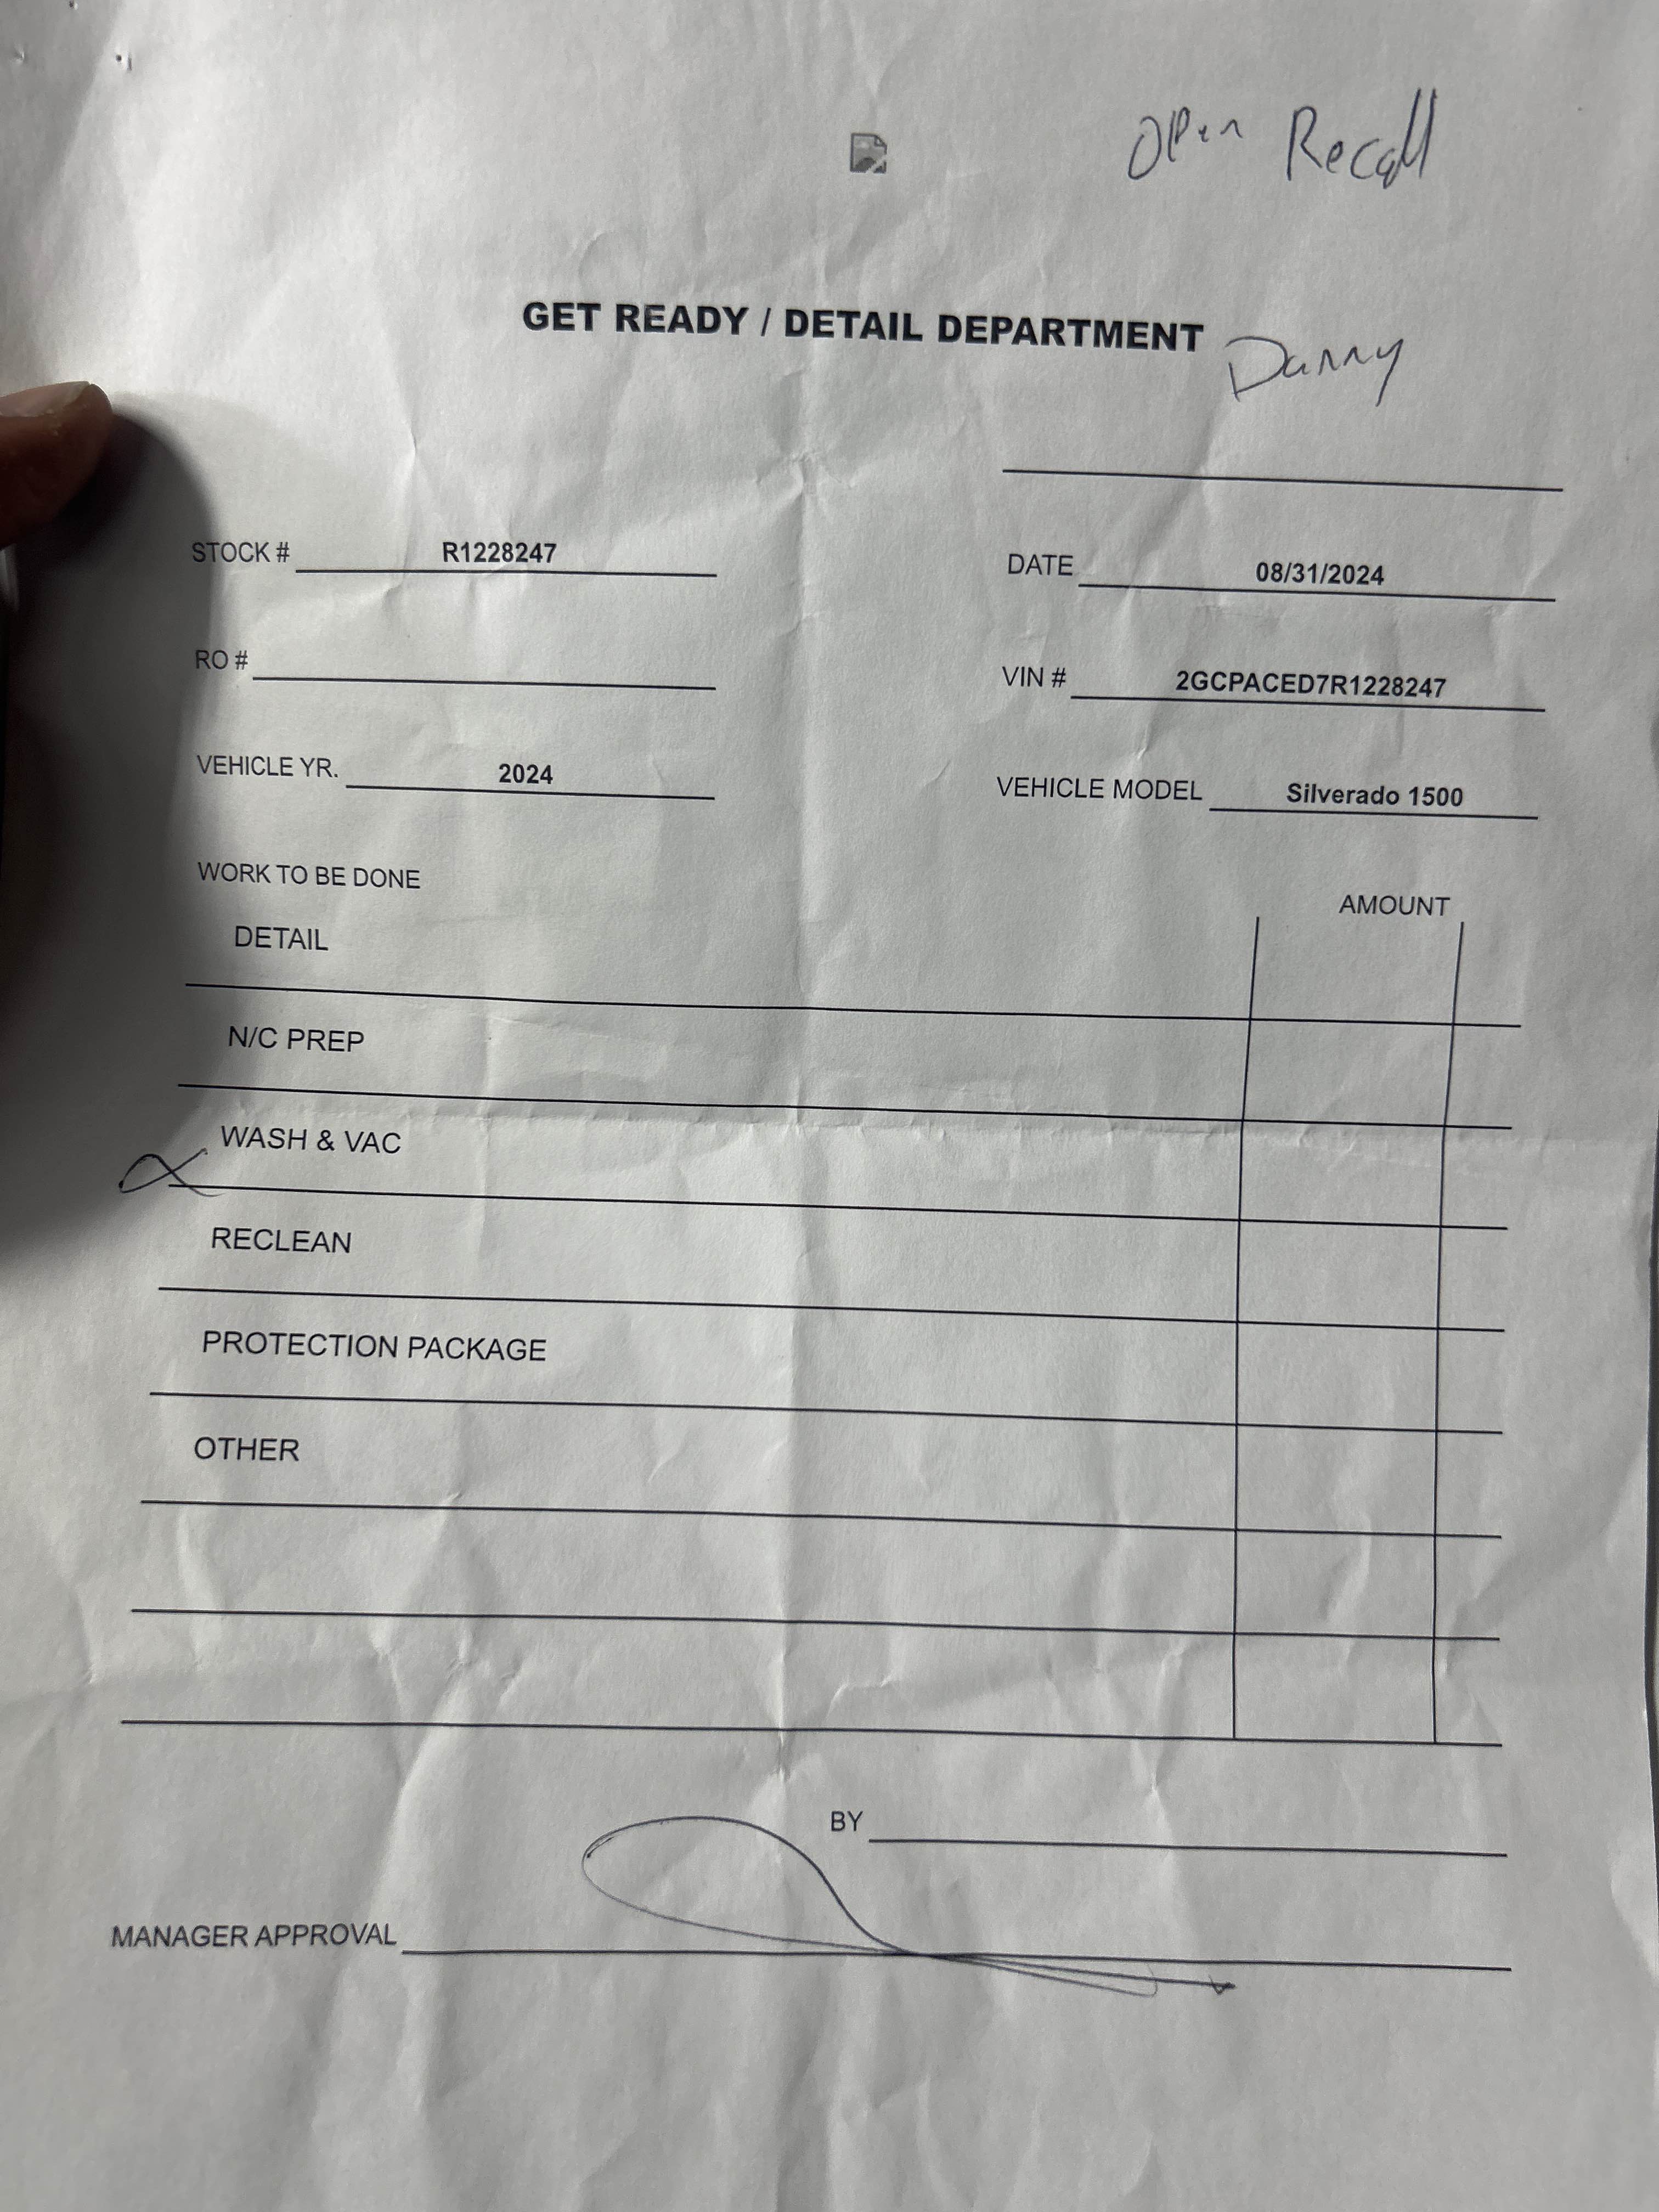 Open Recall
GET READY / DETAIL DEPARTMENT
Danny
STOCK # R1228247
DATE 08/31/2024
RO #
VIN # 2GCPACED7R1228247
VEHICLE YR. 2024
VEHICLE MODEL Silverado 1500
WORK TO BE DONE
AMOUNT
DETAIL
N/C PREP
WASH & VAC
RECLEAN
PROTECTION PACKAGE
OTHER
BY
MANAGER APPROVAL